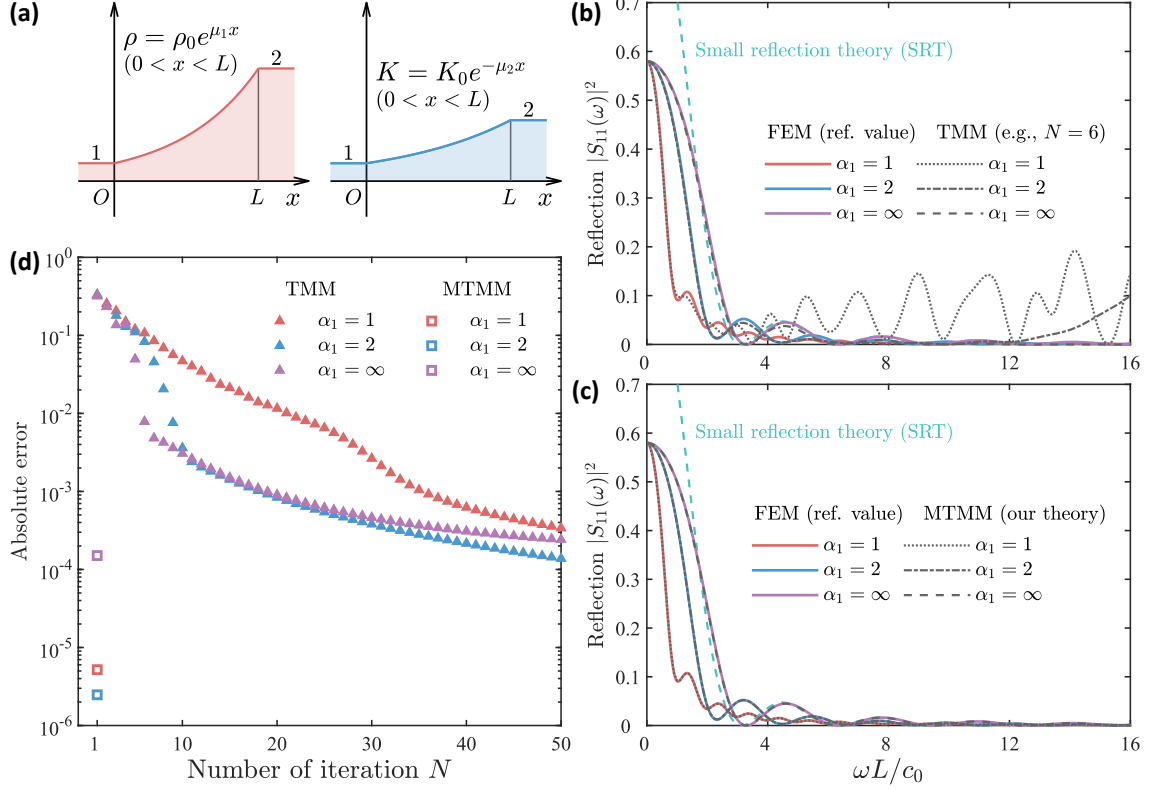 (a)
ρ = ρ₀e^{μ₁x}
(0 < x < L)
1
2
O
L
x
K = K₀e^{−μ₂x}
(0 < x < L)
1
2
O
L
x
(b)
0.7
0.6
0.5
0.4
0.3
0.2
0.1
0
Reflection |S₁₁(ω)|²
Small reflection theory (SRT)
FEM (ref. value)
TMM (e.g., N = 6)
α₁ = 1
α₁ = 1
α₁ = 2
α₁ = 2
α₁ = ∞
α₁ = ∞
0
4
8
12
16
(d)
10⁰
10⁻¹
10⁻²
10⁻³
10⁻⁴
10⁻⁵
10⁻⁶
Absolute error
TMM
MTMM
α₁ = 1
α₁ = 1
α₁ = 2
α₁ = 2
α₁ = ∞
α₁ = ∞
1
10
20
30
40
50
Number of iteration N
(c)
0.7
0.6
0.5
0.4
0.3
0.2
0.1
0
Reflection |S₁₁(ω)|²
Small reflection theory (SRT)
FEM (ref. value)
MTMM (our theory)
α₁ = 1
α₁ = 1
α₁ = 2
α₁ = 2
α₁ = ∞
α₁ = ∞
0
4
8
12
16
ωL/c₀